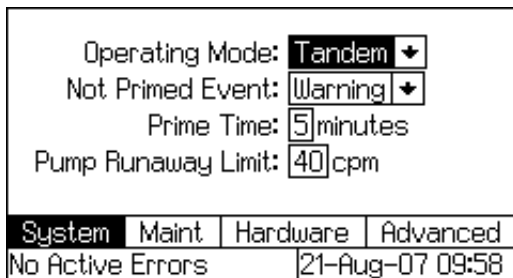 Operating Mode: Tandem
Not Primed Event: Warning
Prime Time: 5 minutes
Pump Runaway Limit: 40 cpm
System Maint Hardware Advanced
No Active Errors 21-Aug-07 09:58